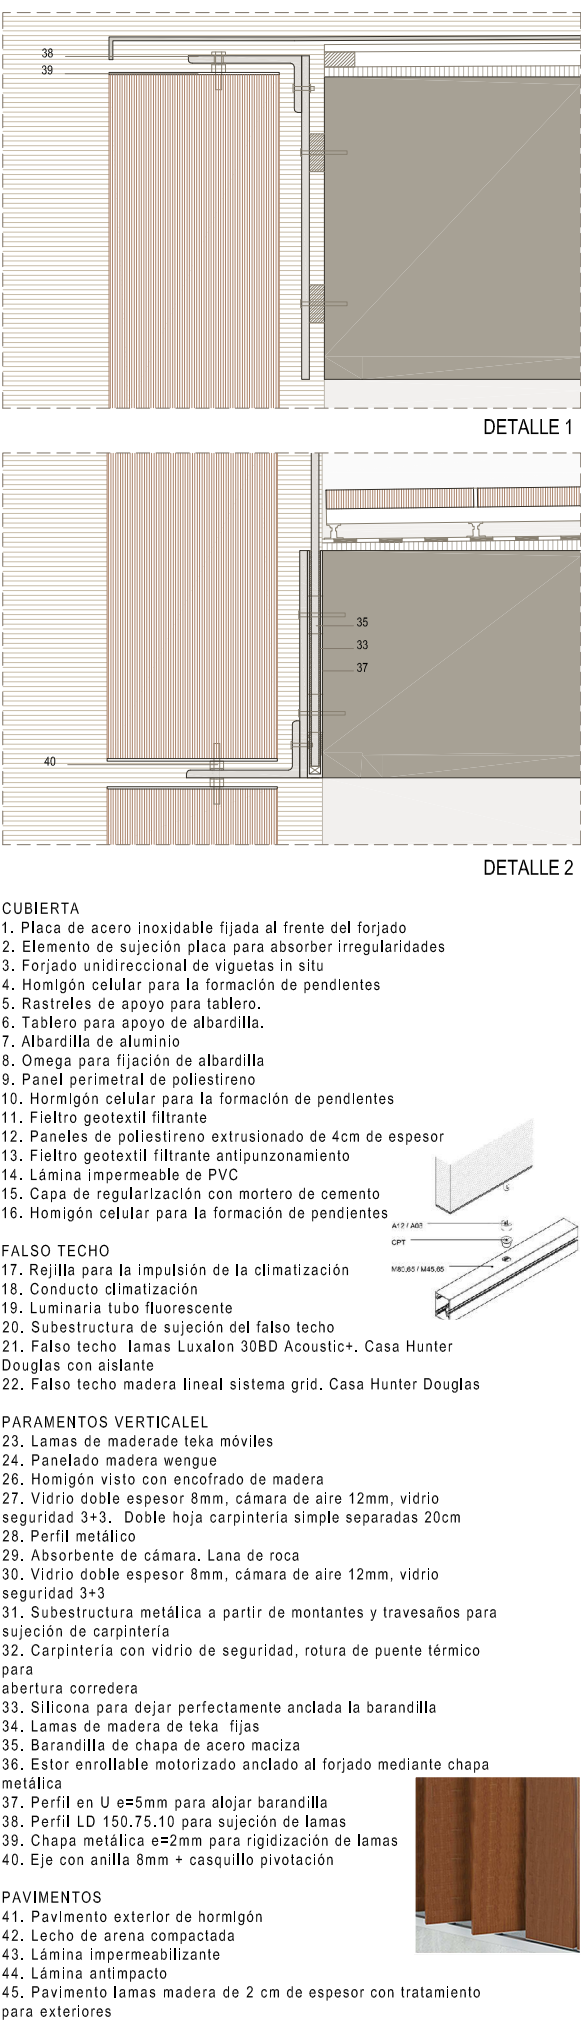 38
39
DETALLE 1
35
33
37
40
DETALLE 2
CUBIERTA
1. Placa de acero inoxidable fijada al frente del forjado
2. Elemento de sujeción placa para absorber irregularidades
3. Forjado unidireccional de viguetas in situ
4. Homigón celular para la formación de pendientes
5. Rastreles de apoyo para tablero.
6. Tablero para apoyo de albardilla.
7. Albardilla de aluminio
8. Omega para fijación de albardilla
9. Panel perimetral de poliestireno
10. Hormigón celular para la formación de pendientes
11. Fieltro geotextil filtrante
12. Paneles de poliestireno extrusionado de 4cm de espesor
13. Fieltro geotextil filtrante antipunzonamiento
14. Lámina impermeable de PVC
15. Capa de regularización con mortero de cemento
16. Homigón celular para la formación de pendientes
A12 / A03
CPT
M80,65 / M45,65
FALSO TECHO
17. Rejilla para la impulsión de la climatización
18. Conducto climatización
19. Luminaria tubo fluorescente
20. Subestructura de sujeción del falso techo
21. Falso techo lamas Luxalon 30BD Acoustic+. Casa Hunter
Douglas con aislante
22. Falso techo madera lineal sistema grid. Casa Hunter Douglas
PARAMENTOS VERTICALEL
23. Lamas de maderade teka móviles
24. Panelado madera wengue
26. Homigón visto con encofrado de madera
27. Vidrio doble espesor 8mm, cámara de aire 12mm, vidrio
seguridad 3+3. Doble hoja carpintería simple separadas 20cm
28. Perfil metálico
29. Absorbente de cámara. Lana de roca
30. Vidrio doble espesor 8mm, cámara de aire 12mm, vidrio
seguridad 3+3
31. Subestructura metálica a partir de montantes y travesaños para
sujeción de carpintería
32. Carpintería con vidrio de seguridad, rotura de puente térmico
para
abertura corredera
33. Silicona para dejar perfectamente anclada la barandilla
34. Lamas de madera de teka fijas
35. Barandilla de chapa de acero maciza
36. Estor enrollable motorizado anclado al forjado mediante chapa
metálica
37. Perfil en U e=5mm para alojar barandilla
38. Perfil LD 150.75.10 para sujeción de lamas
39. Chapa metálica e=2mm para rigidización de lamas
40. Eje con anilla 8mm + casquillo pivotación
PAVIMENTOS
41. Pavimento exterior de hormigón
42. Lecho de arena compactada
43. Lámina impermeabilizante
44. Lámina antimpacto
45. Pavimento lamas madera de 2 cm de espesor con tratamiento
para exteriores